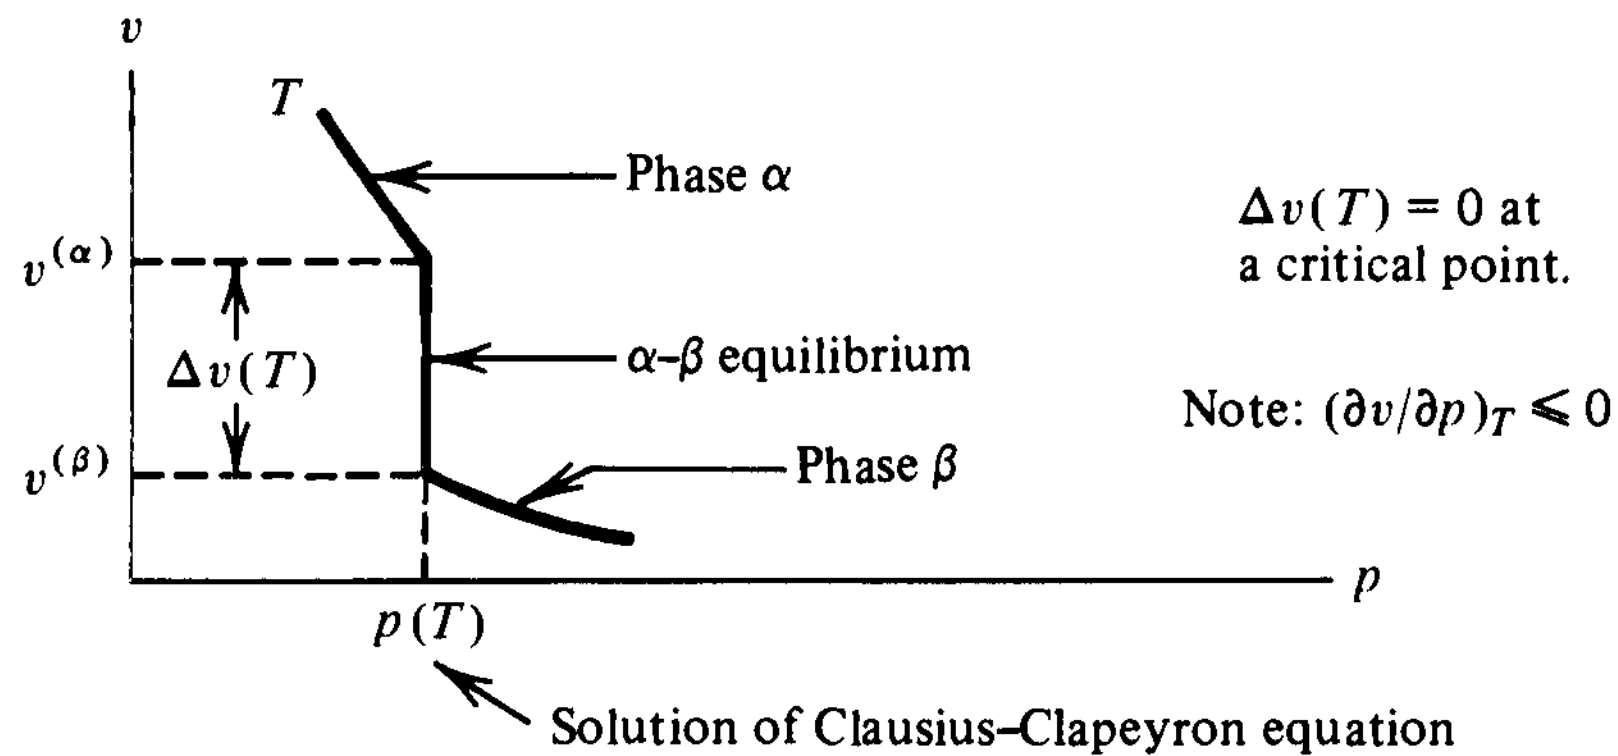 v
T
Phase α
Δv(T) = 0 at
a critical point.
v^(α)
Δv(T)
α–β equilibrium
Note: (∂v/∂p)_T ⩽ 0
v^(β)
Phase β
p
p(T)
Solution of Clausius–Clapeyron equation